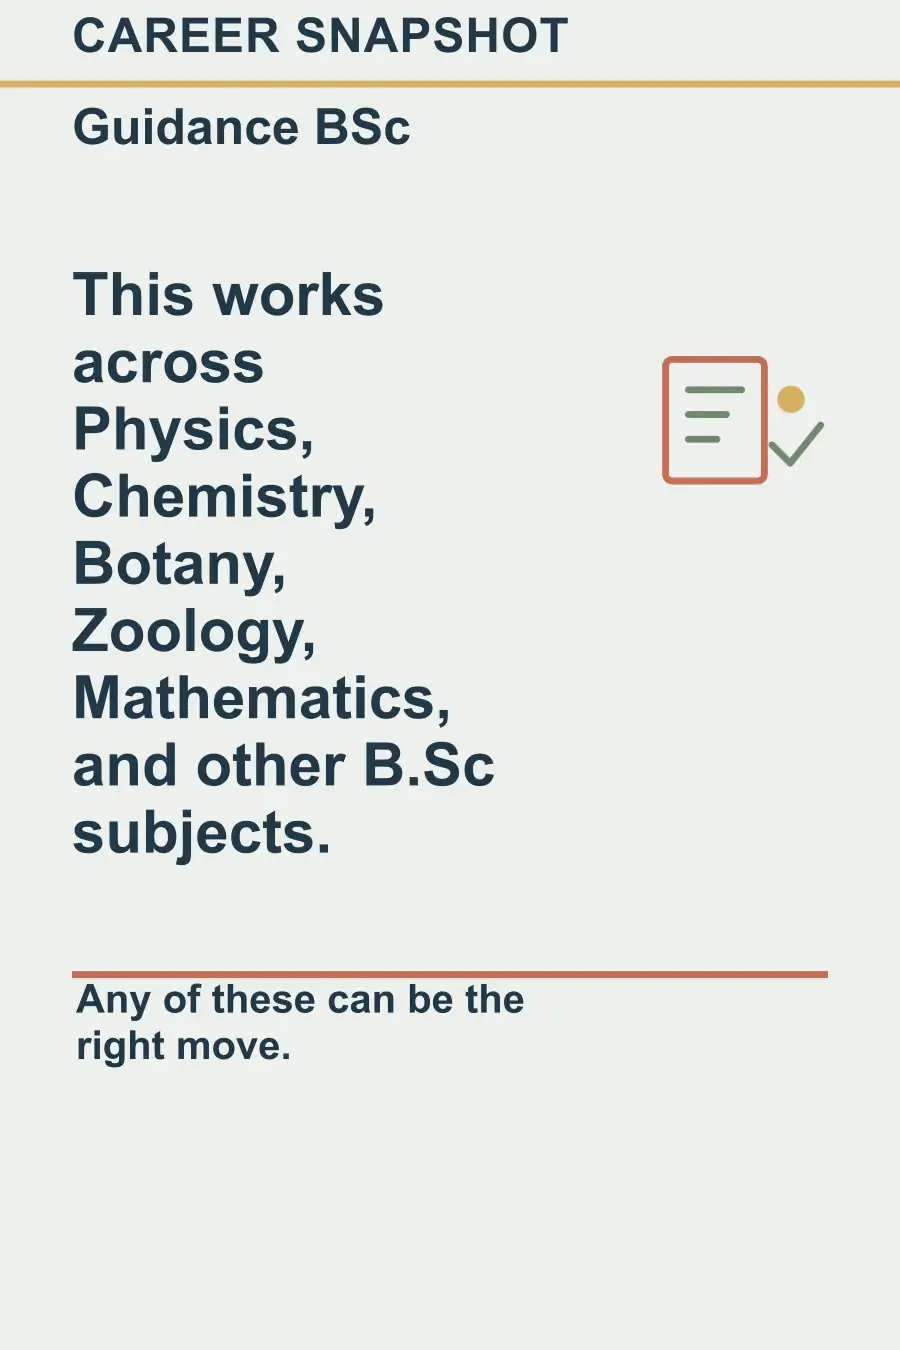 CAREER SNAPSHOT
Guidance BSc
This works
across
Physics,
Chemistry,
Botany,
Zoology,
Mathematics,
and other B.Sc
subjects.
Any of these can be the
right move.